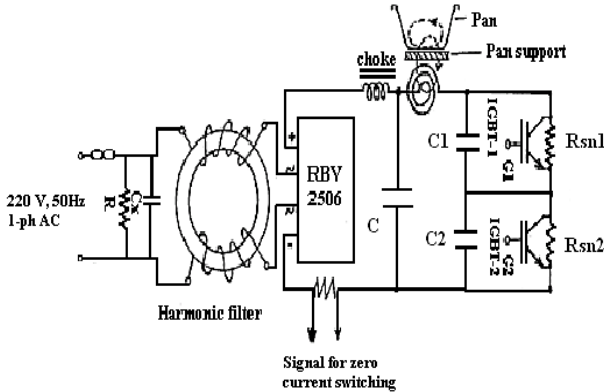 Pan
Pan support
choke
C1
IGBT-1
G1
Rsn1
+
~
RBV
2506
~
-
220 V, 50Hz
1-ph AC
R
Cx
C
C2
IGBT-2
G2
Rsn2
Harmonic filter
Signal for zero
current switching